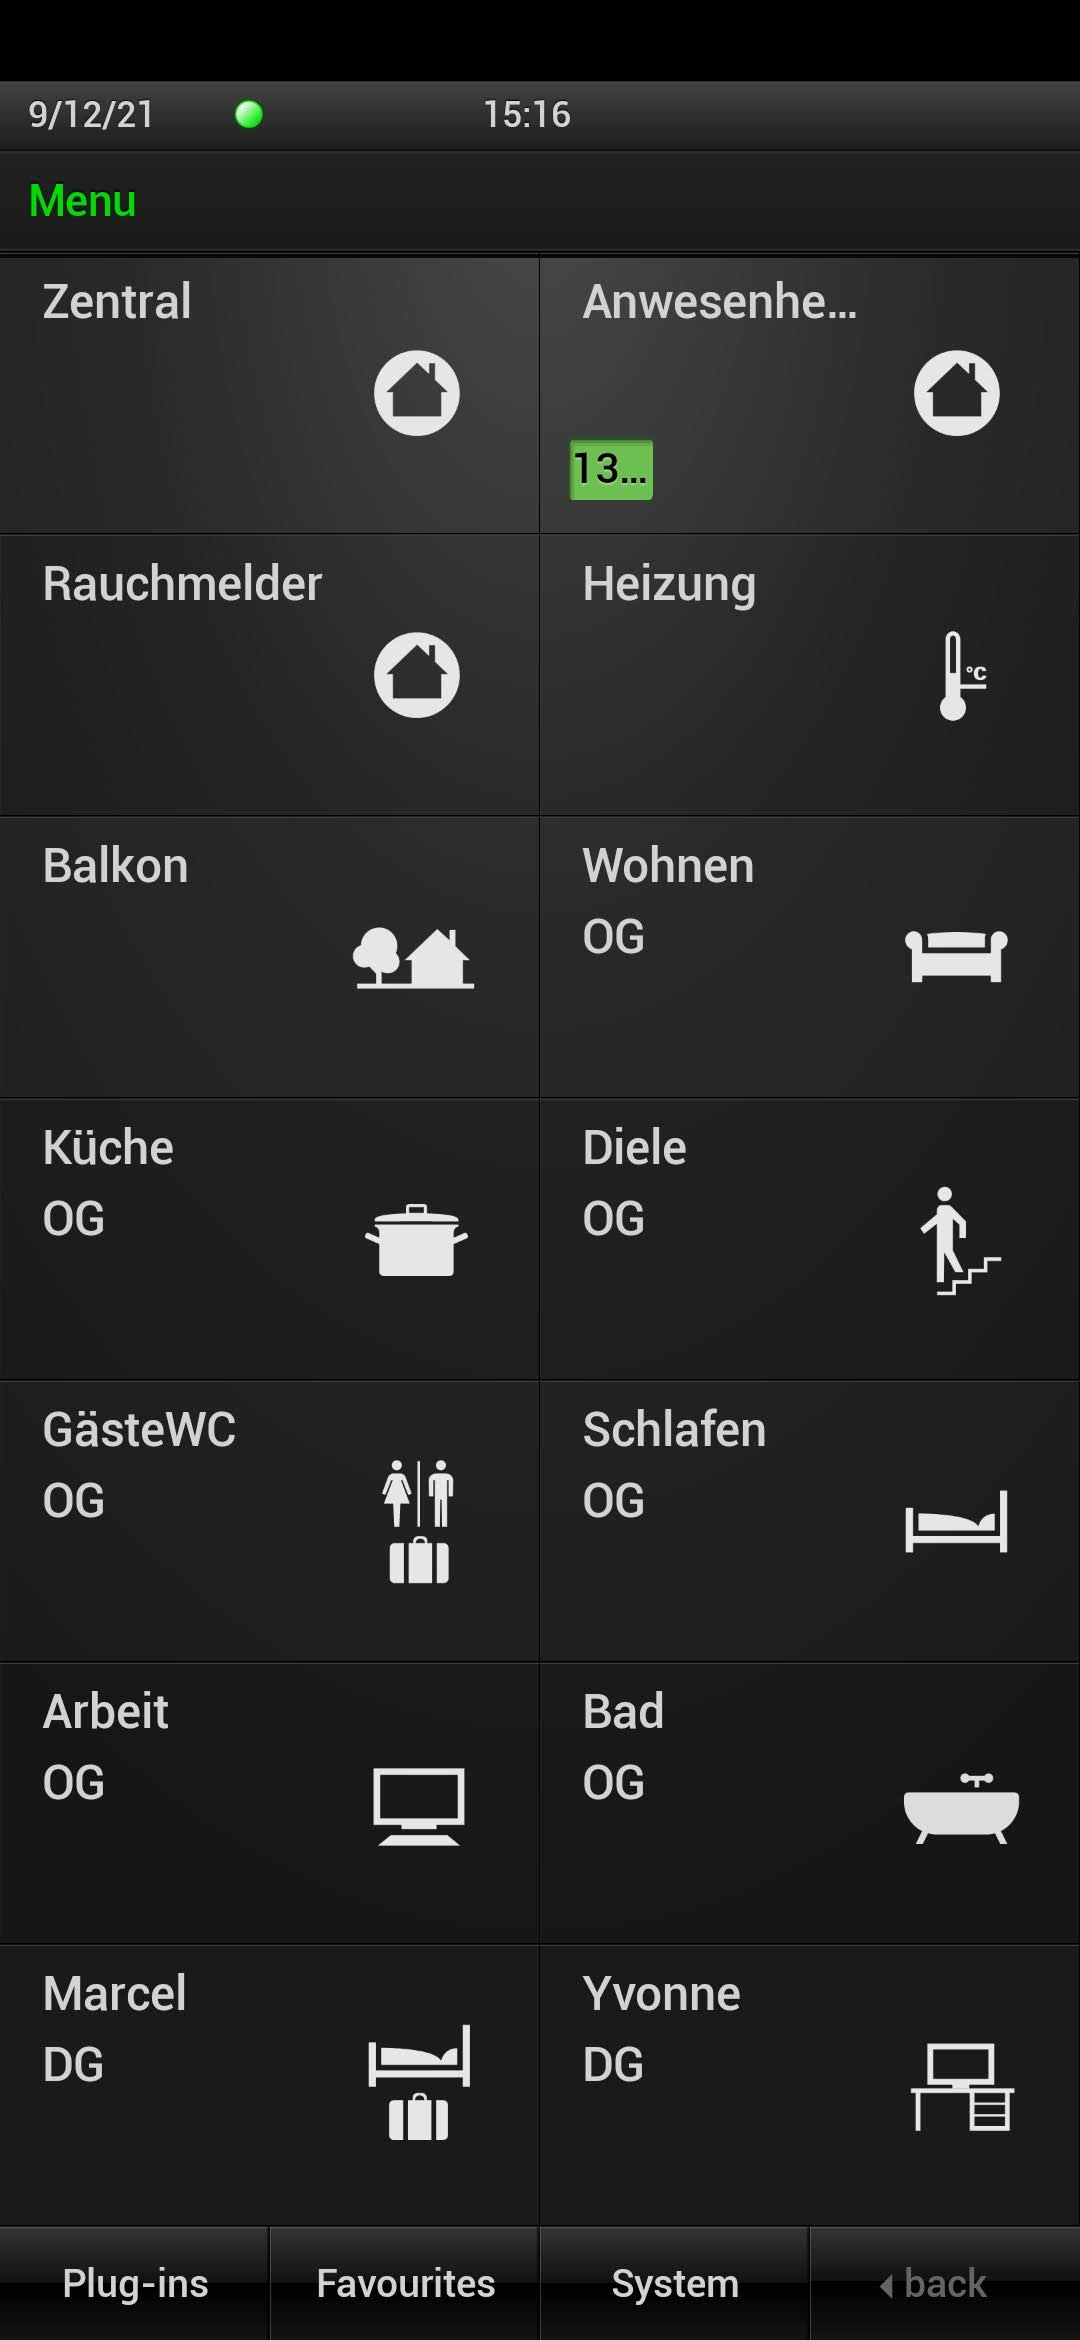 9/12/21 15:16
Menu
Zentral
Anwesenhe...
13...
Rauchmelder
Heizung
°C
Balkon
Wohnen
OG
Küche
OG
Diele
OG
GästeWC
OG
Schlafen
OG
Arbeit
OG
Bad
OG
Marcel
DG
Yvonne
DG
Plug-ins Favourites System back